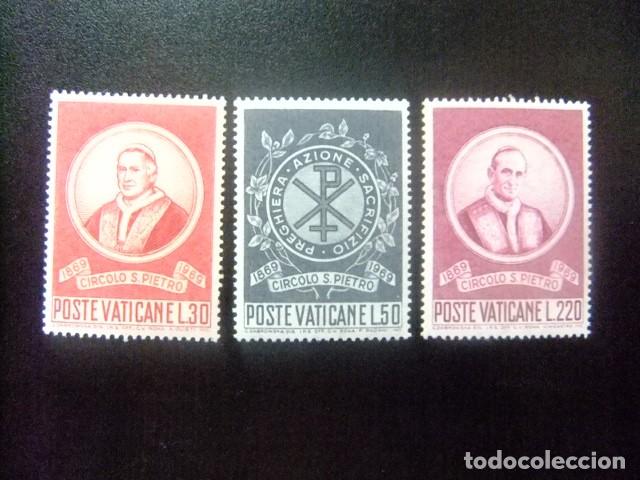 1869 1969
CIRCOLO S. PIETRO
POSTE VATICANE L.30
PREGHIERA · AZIONE · SACRIFIZIO
1869 1969
CIRCOLO S. PIETRO
POSTE VATICANE L.50
1869 1969
CIRCOLO S. PIETRO
POSTE VATICANE L.220
todocoleccion.net